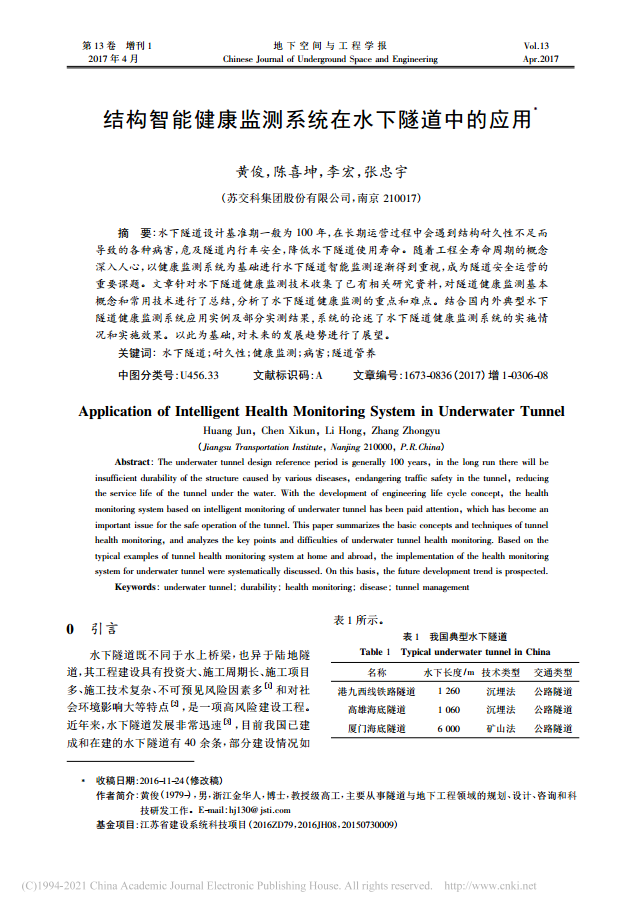 第13卷 增刊1
地下空间与工程学报
Vol.13
2017年4月
Chinese Journal of Underground Space and Engineering
Apr.2017
结构智能健康监测系统在水下隧道中的应用*
黄俊,陈喜坤,李宏,张忠宇
(苏交科集团股份有限公司,南京 210017)
摘 要:水下隧道设计基准期一般为100年,在长期运营过程中会遇到结构耐久性不足而
导致的各种病害,危及隧道内行车安全,降低水下隧道使用寿命。随着工程全寿命周期的概念
深入人心,以健康监测系统为基础进行水下隧道智能监测逐渐得到重视,成为隧道安全运营的
重要课题。文章针对水下隧道健康监测技术收集了已有相关研究资料,对隧道健康监测基本
概念和常用技术进行了总结,分析了水下隧道健康监测的重点和难点。结合国内外典型水下
隧道健康监测系统应用实例及部分实测结果,系统的论述了水下隧道健康监测系统的实施情
况和实施效果。以此为基础,对未来的发展趋势进行了展望。
关键词:水下隧道;耐久性;健康监测;病害;隧道管养
中图分类号:U456.33 文献标识码:A 文章编号:1673-0836(2017)增1-0306-08
Application of Intelligent Health Monitoring System in Underwater Tunnel
Huang Jun, Chen Xikun, Li Hong, Zhang Zhongyu
(Jiangsu Transportation Institute, Nanjing 210000, P.R.China)
Abstract: The underwater tunnel design reference period is generally 100 years, in the long run there will be
insufficient durability of the structure caused by various diseases, endangering traffic safety in the tunnel, reducing
the service life of the tunnel under the water. With the development of engineering life cycle concept, the health
monitoring system based on intelligent monitoring of underwater tunnel has been paid attention, which has become an
important issue for the safe operation of the tunnel. This paper summarizes the basic concepts and techniques of tunnel
health monitoring, and analyzes the key points and difficulties of underwater tunnel health monitoring. Based on the
typical examples of tunnel health monitoring system at home and abroad, the implementation of the health monitoring
system for underwater tunnel were systematically discussed. On this basis, the future development trend is prospected.
Keywords: underwater tunnel; durability; health monitoring; disease; tunnel management
0 引言
水下隧道既不同于水上桥梁,也异于陆地隧
道,其工程建设具有投资大、施工周期长、施工项目
多、施工技术复杂、不可预见风险因素多[1]和对社
会环境影响大等特点[2],是一项高风险建设工程。
近年来,水下隧道发展非常迅速[3],目前我国已建
成和在建的水下隧道有40余条,部分建设情况如
表1所示。
表1 我国典型水下隧道
Table 1 Typical underwater tunnel in China
名称 水下长度/m 技术类型 交通类型
港九西线铁路隧道 1 260 沉埋法 公路隧道
高雄海底隧道 1 060 沉埋法 公路隧道
厦门海底隧道 6 000 矿山法 公路隧道
* 收稿日期:2016-11-24(修改稿)
作者简介:黄俊(1979-),男,浙江金华人,博士,教授级高工,主要从事隧道与地下工程领域的规划、设计、咨询和科
技研发工作。E-mail:hj130@jsti.com
基金项目:江苏省建设系统科技项目(2016ZD79,2016JH08,20150730009)
(C)1994-2021 China Academic Journal Electronic Publishing House. All rights reserved. http://www.cnki.net